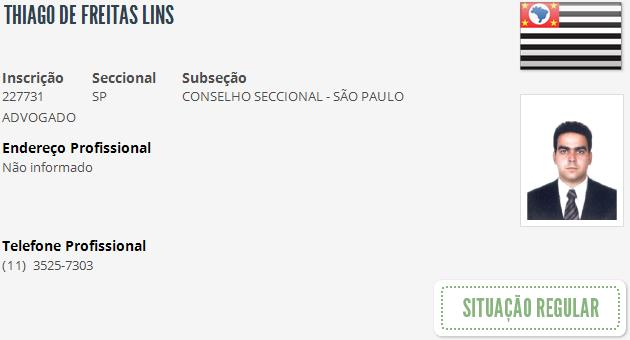 THIAGO DE FREITAS LINS
Inscrição Seccional Subseção
227731 SP CONSELHO SECCIONAL - SÃO PAULO
ADVOGADO
Endereço Profissional
Não informado
Telefone Profissional
(11) 3525-7303
SITUAÇÃO REGULAR